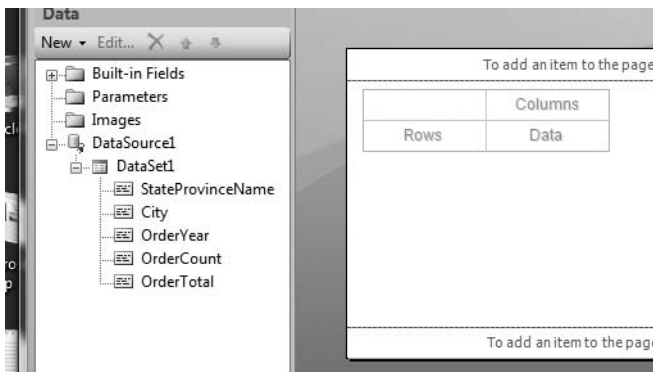 Data
New Edit...
Built-in Fields
Parameters
Images
DataSource1
DataSet1
StateProvinceName
City
OrderYear
OrderCount
OrderTotal
To add an item to the page
Columns
Rows Data
To add an item to the page